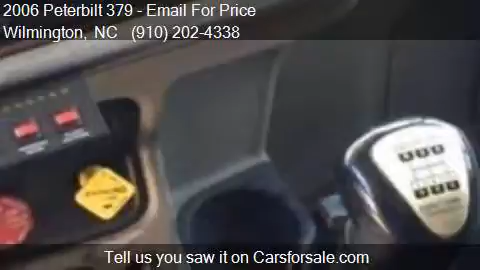 2006 Peterbilt 379 - Email For Price
Wilmington, NC (910) 202-4338
Tell us you saw it on Carsforsale.com